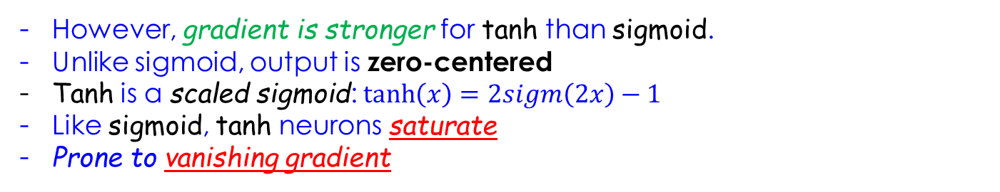 - However, gradient is stronger for tanh than sigmoid.
- Unlike sigmoid, output is zero-centered
- Tanh is a scaled sigmoid: tanh(x) = 2sigm(2x) − 1
- Like sigmoid, tanh neurons saturate
- Prone to vanishing gradient